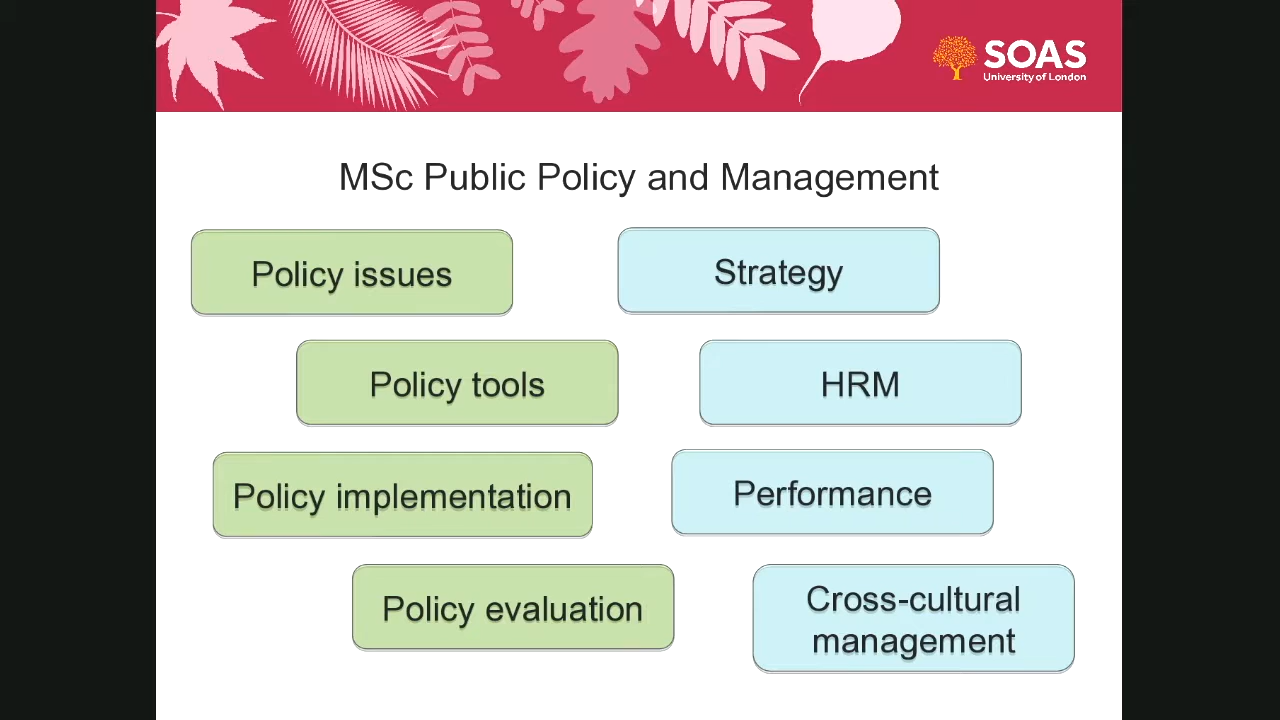 SOAS
University of London
MSc Public Policy and Management
Policy issues
Strategy
Policy tools
HRM
Policy implementation
Performance
Policy evaluation
Cross-cultural
management